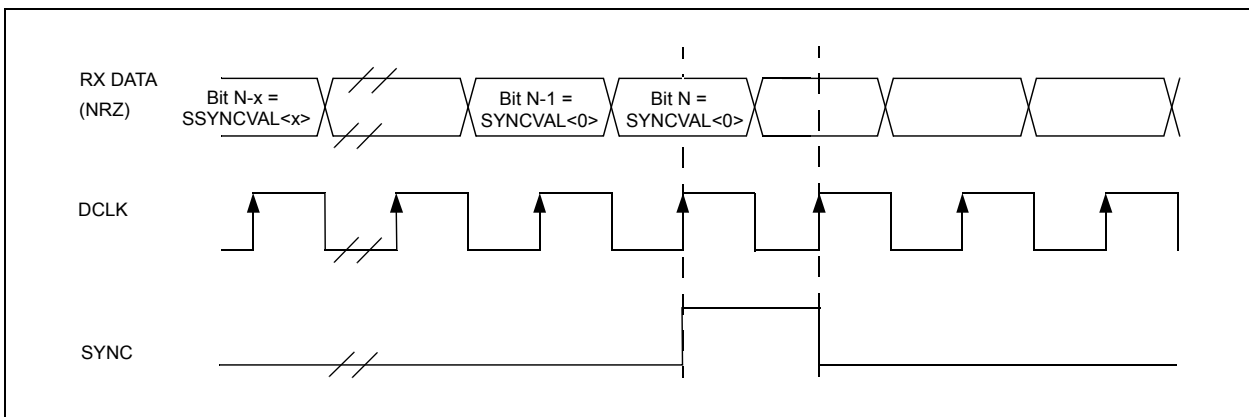 RX DATA
(NRZ)
Bit N-x =
SSYNCVAL<x>
Bit N-1 =
SYNCVAL<0>
Bit N =
SYNCVAL<0>
DCLK
SYNC